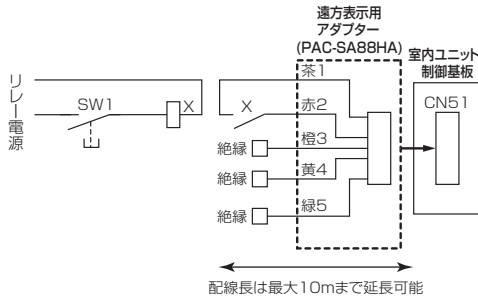 遠方表示用
アダプター
(PAC-SA88HA)
室内ユニット
制御基板
リレー電源
SW1
X
X
茶1
赤2
絶縁
橙3
絶縁
黄4
絶縁
緑5
CN51
配線長は最大10mまで延長可能